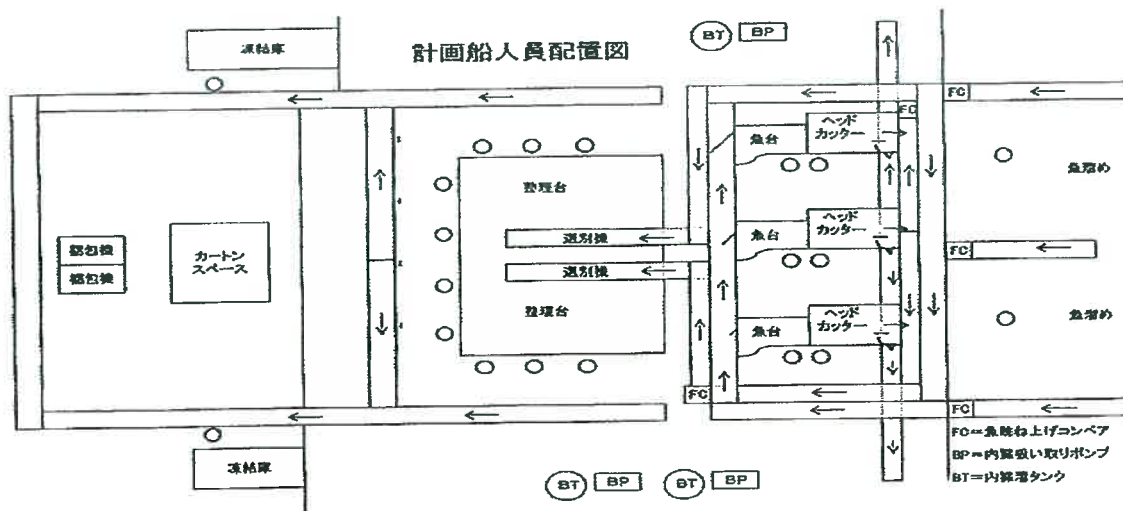 計画船人員配置図
BT
BP
凍結庫
FC
FC
ヘッド
カッター
魚台
魚溜め
整理台
ヘッド
カッター
魚台
選別機
FC
梱包機
梱包機
カートン
スペース
選別機
整理台
ヘッド
カッター
魚台
魚溜め
FC
FC
凍結庫
BT
BP
BT
BP
FC=魚跳ね上げコンベア
BP=内臓吸い取りポンプ
BT=内臓溜タンク